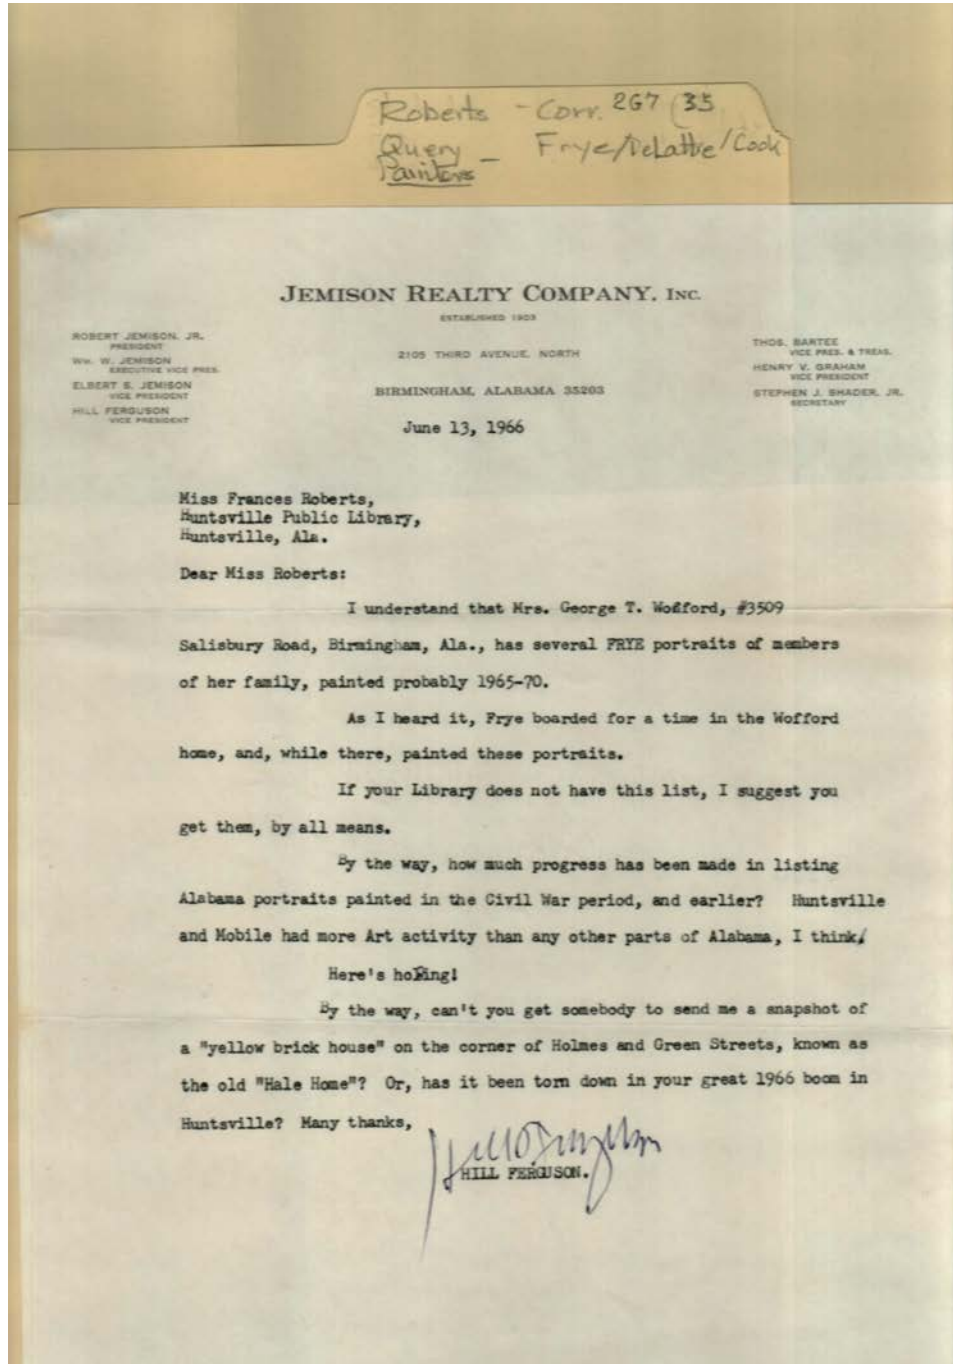 Roberts - Corr. 2G7 (35
Query - Frye/DeLattre/Cook
Painters
JEMISON REALTY COMPANY, INC.
ESTABLISHED 1903
ROBERT JEMISON, JR.
PRESIDENT
WM. W. JEMISON
EXECUTIVE VICE PRES.
ELBERT S. JEMISON
VICE PRESIDENT
HILL FERGUSON
VICE PRESIDENT
2105 THIRD AVENUE, NORTH
BIRMINGHAM, ALABAMA 35203
THOS. BARTEE
VICE PRES. & TREAS.
HENRY V. GRAHAM
VICE PRESIDENT
STEPHEN J. SHADER, JR.
SECRETARY
June 13, 1966
Miss Frances Roberts,
Huntsville Public Library,
Huntsville, Ala.
Dear Miss Roberts:
I understand that Mrs. George T. Wofford, #3509
Salisbury Road, Birmingham, Ala., has several FRYE portraits of members
of her family, painted probably 1965-70.
As I heard it, Frye boarded for a time in the Wofford
home, and, while there, painted these portraits.
If your Library does not have this list, I suggest you
get them, by all means.
By the way, how much progress has been made in listing
Alabama portraits painted in the Civil War period, and earlier? Huntsville
and Mobile had more Art activity than any other parts of Alabama, I think.
Here's hoping!
By the way, can't you get somebody to send me a snapshot of
a "yellow brick house" on the corner of Holmes and Green Streets, known as
the old "Hale Home"? Or, has it been torn down in your great 1966 boom in
Huntsville? Many thanks,
Hill Ferguson
HILL FERGUSON.